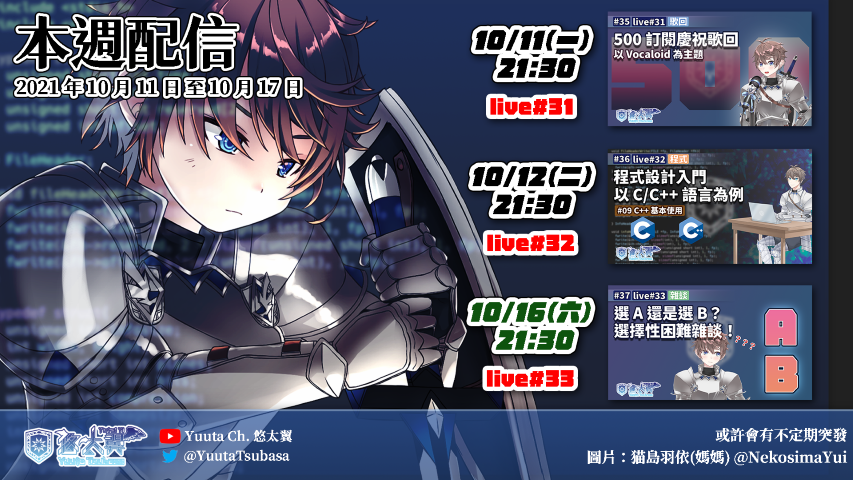 本週配信
2021年10月11日至10月17日
10/11(一)
21:30
live#31
#35 live#31 歌回
500 訂閱慶祝歌回
以 Vocaloid 為主題
500
10/12(二)
21:30
live#32
#36 live#32 程式
程式設計入門
以 C/C++ 語言為例
#09 C++ 基本使用
C
C++
10/16(六)
21:30
live#33
#37 live#33 雜談
選 A 還是選 B？
選擇性困難雜談！
???
A
B
悠太翼
Yuuta Ch. 悠太翼
@YuutaTsubasa
或許會有不定期突發
圖片：猫島羽依(媽媽) @NekosimaYui